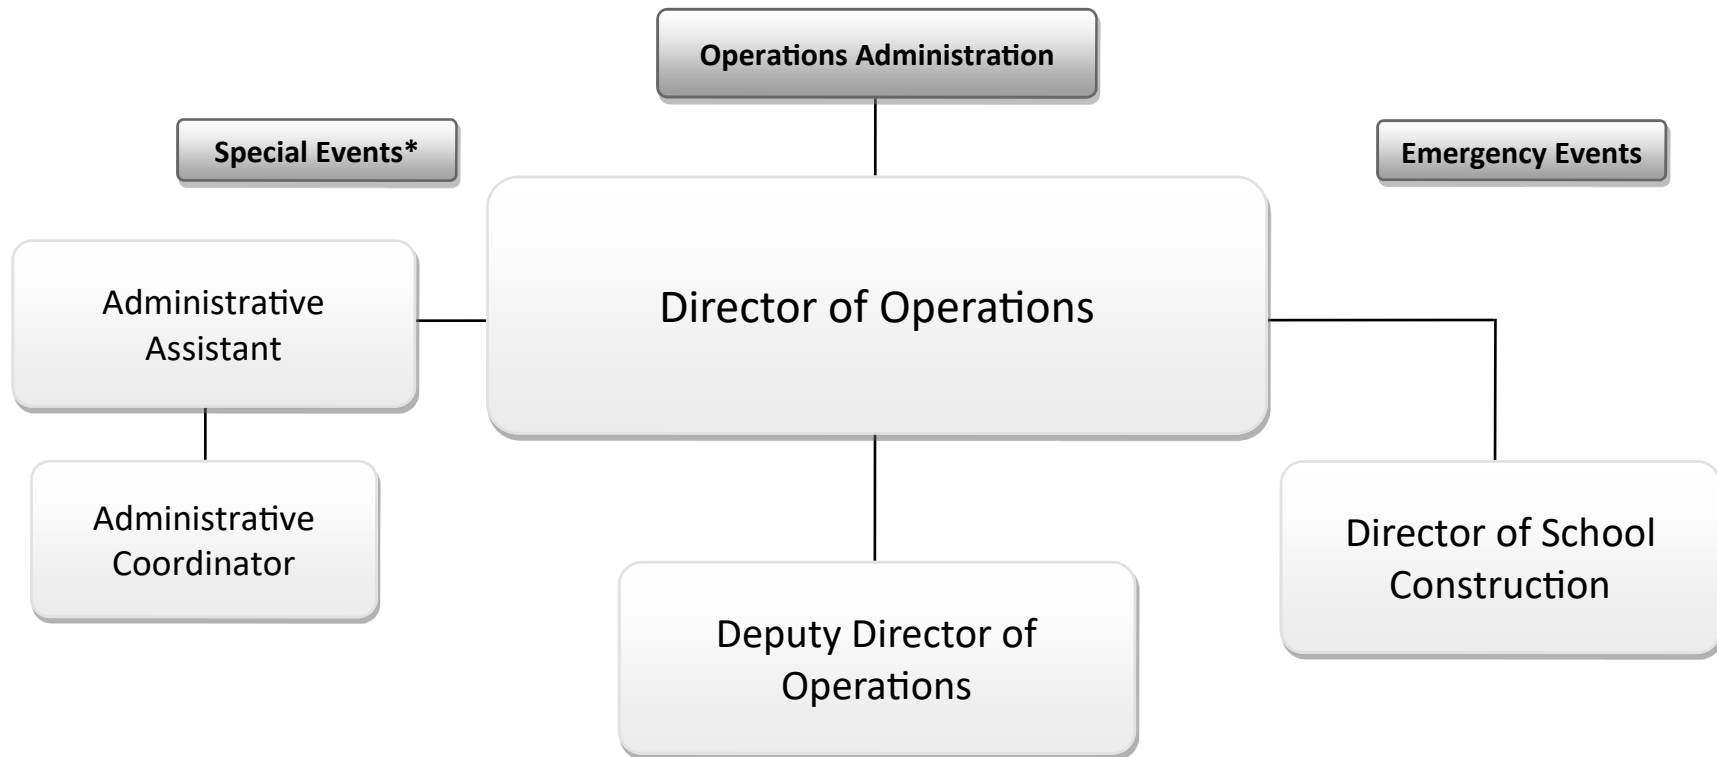 Operations Administration
Special Events*
Emergency Events
Director of Operations
Administrative
Assistant
Administrative
Coordinator
Director of School
Construction
Deputy Director of
Operations